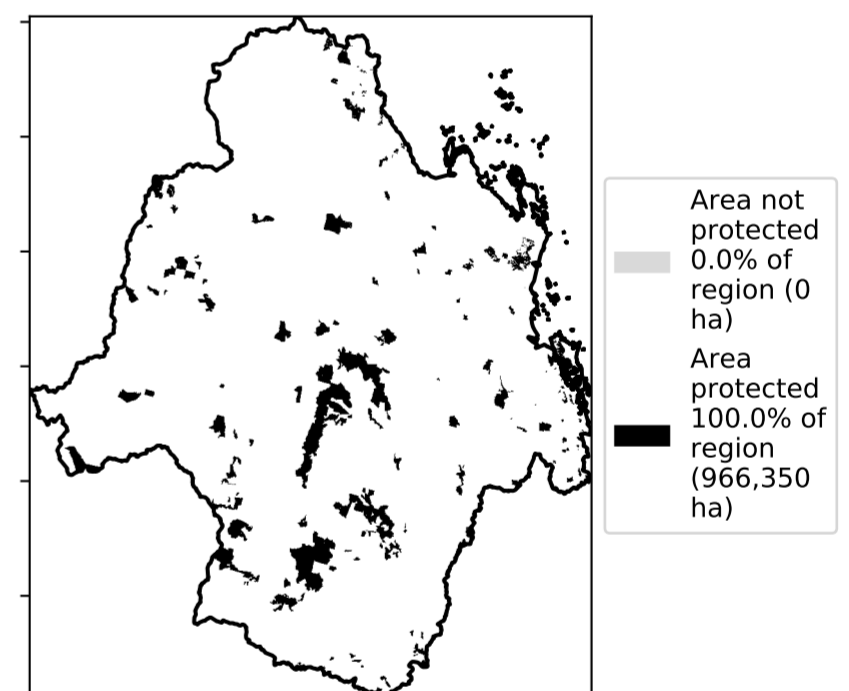 Area not
protected
0.0% of
region (0
ha)
Area
protected
100.0% of
region
(966,350
ha)